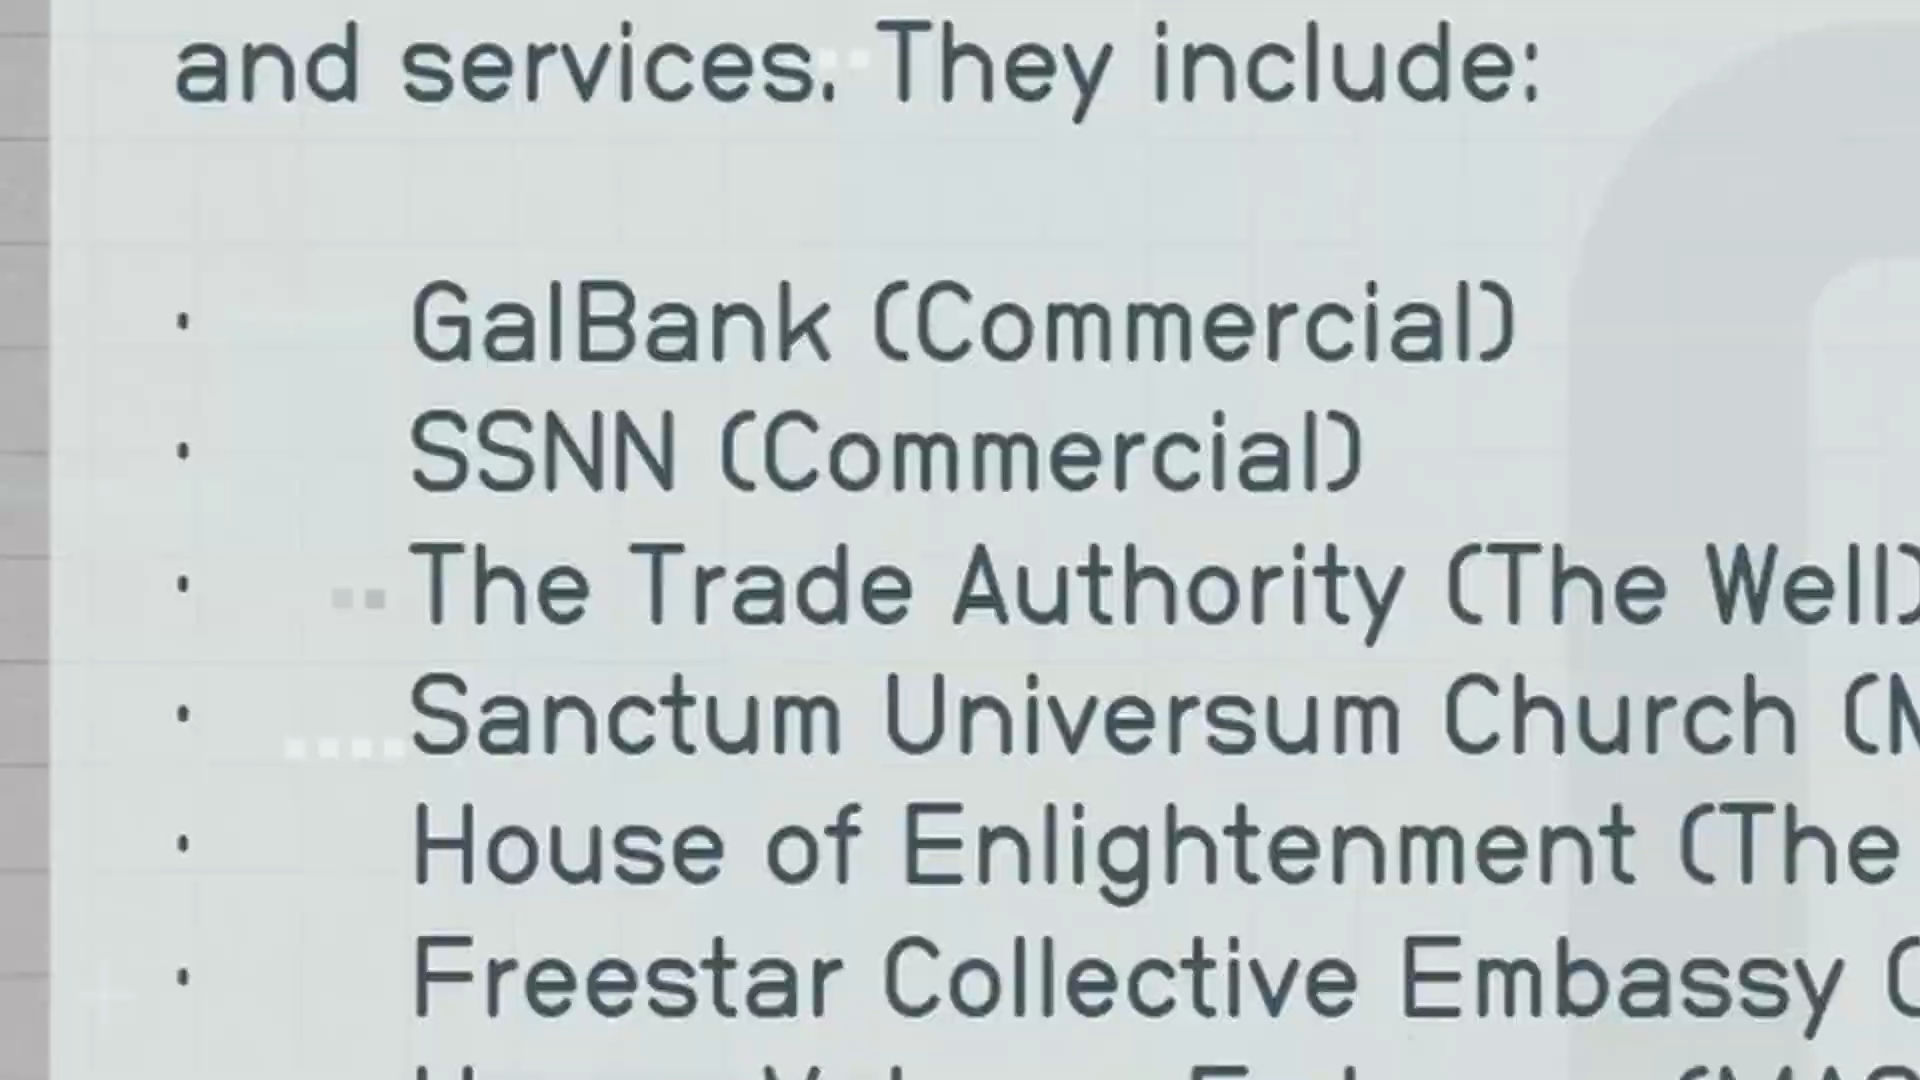 and services. They include:
GalBank (Commercial)
SSNN (Commercial)
The Trade Authority (The Well)
Sanctum Universum Church (M
House of Enlightenment (The
Freestar Collective Embassy (